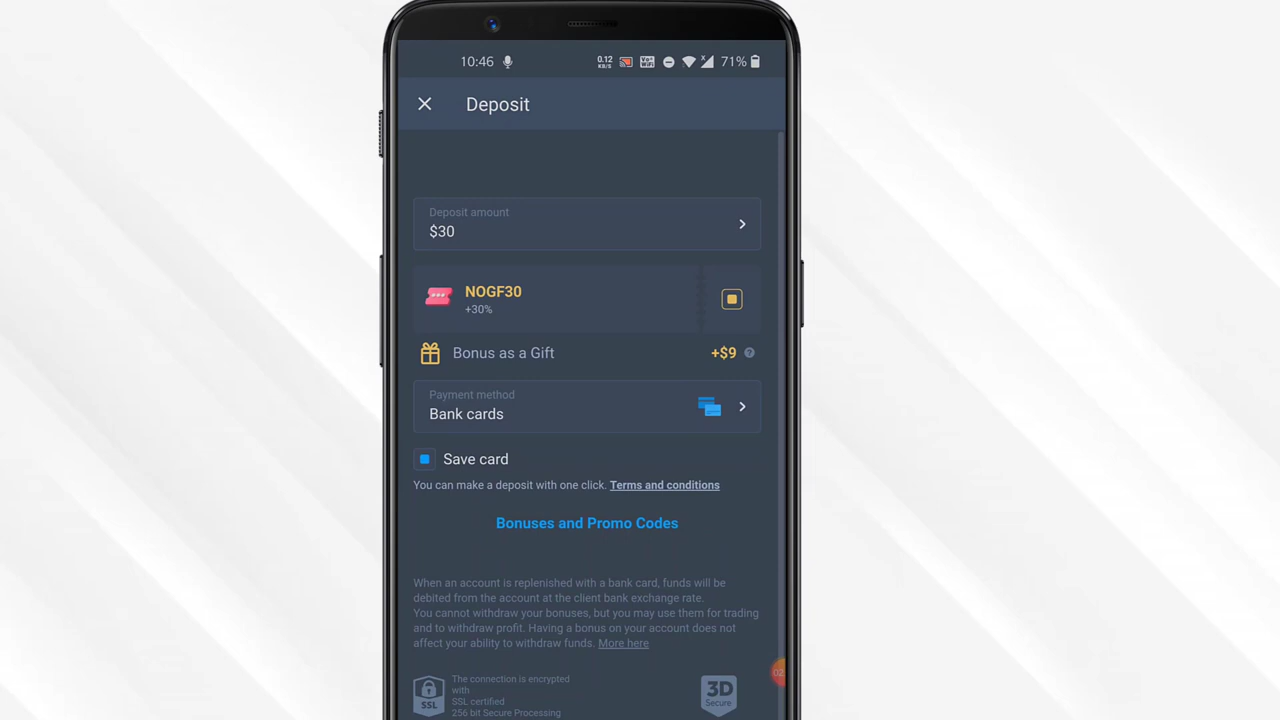 10:46
0.12
KB/S
71%
Deposit
Deposit amount
$30
NOGF30
+30%
Bonus as a Gift
+$9
?
Payment method
Bank cards
Save card
You can make a deposit with one click. Terms and conditions
Bonuses and Promo Codes
When an account is replenished with a bank card, funds will be
debited from the account at the client bank exchange rate.
You cannot withdraw your bonuses, but you may use them for trading
and to withdraw profit. Having a bonus on your account does not
affect your ability to withdraw funds. More here
02
SSL
The connection is encrypted
with
SSL certified
256 bit Secure Processing
3D
Secure